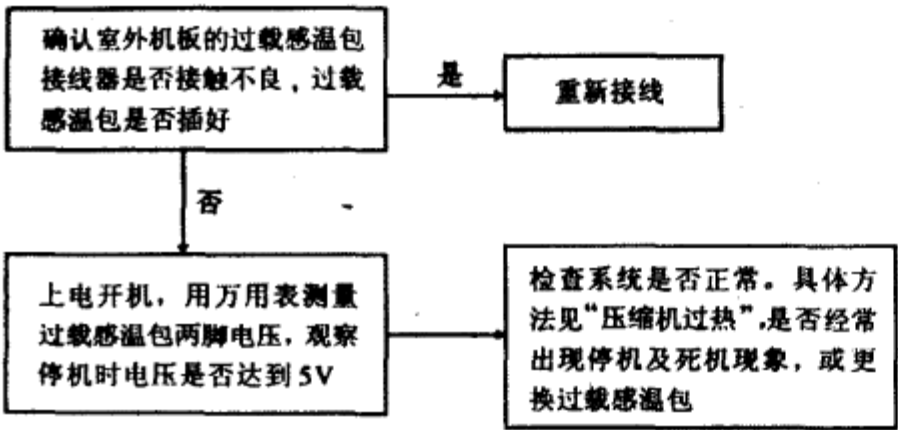 确认室外机板的过载感温包
接线器是否接触不良，过载
感温包是否插好
是
重新接线
否
上电开机，用万用表测量
过载感温包两脚电压，观察
停机时电压是否达到5V
检查系统是否正常。具体方
法见“压缩机过热”，是否经常
出现停机及死机现象，或更
换过载感温包